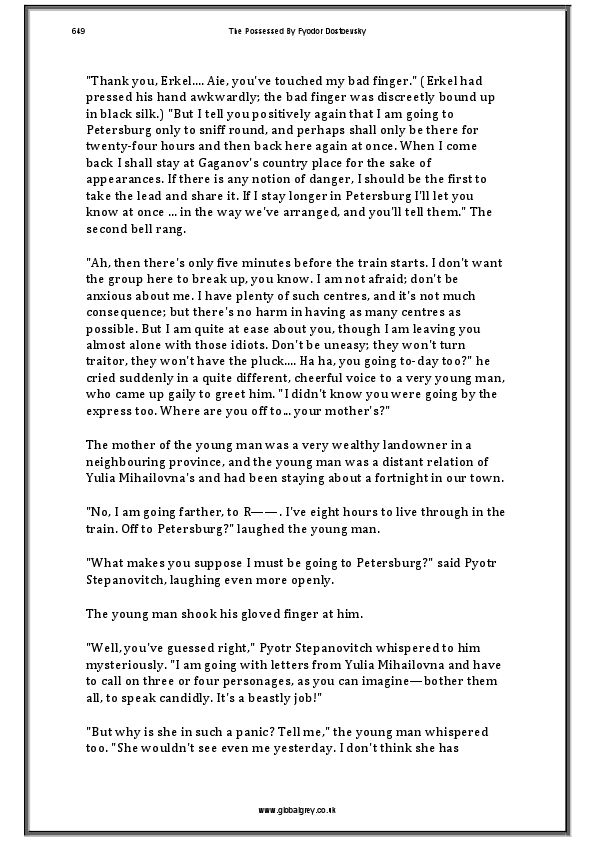 649 The Possessed By Fyodor Dostoevsky
"Thank you, Erkel.... Aie, you've touched my bad finger." (Erkel had
pressed his hand awkwardly; the bad finger was discreetly bound up
in black silk.) "But I tell you positively again that I am going to
Petersburg only to sniff round, and perhaps shall only be there for
twenty-four hours and then back here again at once. When I come
back I shall stay at Gaganov's country place for the sake of
appearances. If there is any notion of danger, I should be the first to
take the lead and share it. If I stay longer in Petersburg I'll let you
know at once ... in the way we've arranged, and you'll tell them." The
second bell rang.
"Ah, then there's only five minutes before the train starts. I don't want
the group here to break up, you know. I am not afraid; don't be
anxious about me. I have plenty of such centres, and it's not much
consequence; but there's no harm in having as many centres as
possible. But I am quite at ease about you, though I am leaving you
almost alone with those idiots. Don't be uneasy; they won't turn
traitor, they won't have the pluck.... Ha ha, you going to-day too?" he
cried suddenly in a quite different, cheerful voice to a very young man,
who came up gaily to greet him. "I didn't know you were going by the
express too. Where are you off to ... your mother's?"
The mother of the young man was a very wealthy landowner in a
neighbouring province, and the young man was a distant relation of
Yulia Mihailovna's and had been staying about a fortnight in our town.
"No, I am going farther, to R——. I've eight hours to live through in the
train. Off to Petersburg?" laughed the young man.
"What makes you suppose I must be going to Petersburg?" said Pyotr
Stepanovitch, laughing even more openly.
The young man shook his gloved finger at him.
"Well, you've guessed right," Pyotr Stepanovitch whispered to him
mysteriously. "I am going with letters from Yulia Mihailovna and have
to call on three or four personages, as you can imagine—bother them
all, to speak candidly. It's a beastly job!"
"But why is she in such a panic? Tell me," the young man whispered
too. "She wouldn't see even me yesterday. I don't think she has
www.globalgrey.co.uk